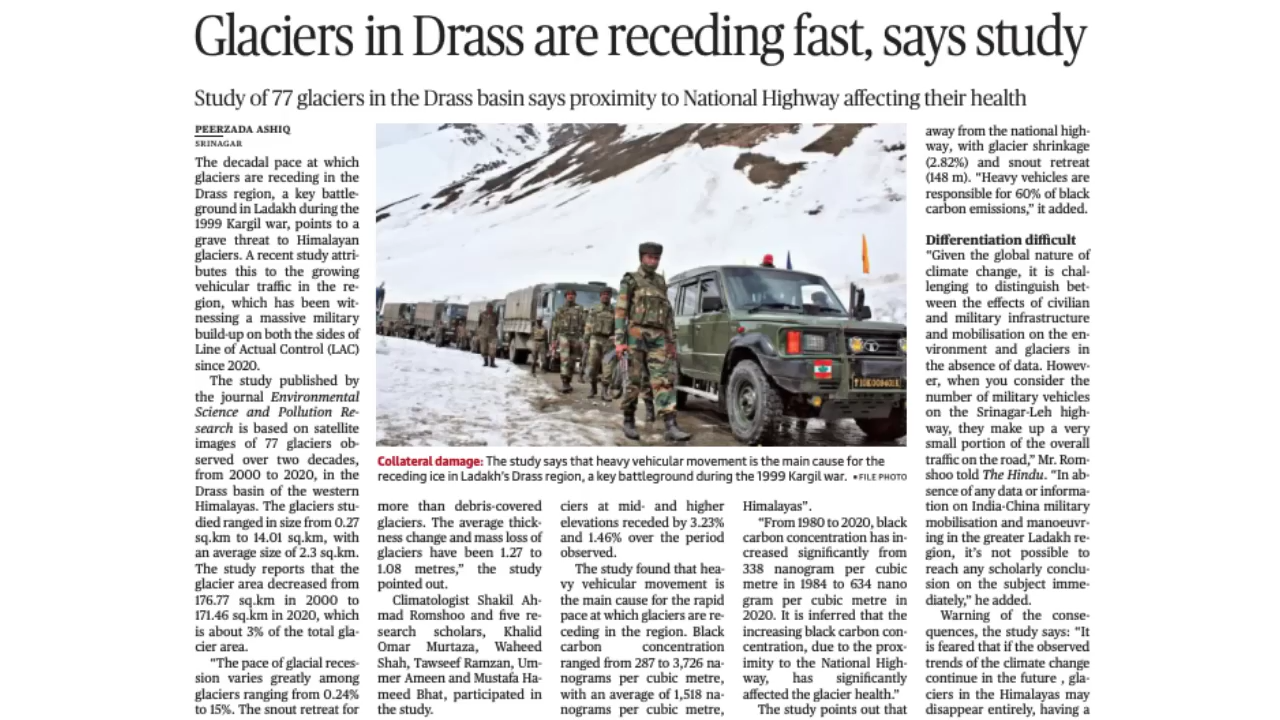 Glaciers in Drass are receding fast, says study
Study of 77 glaciers in the Drass basin says proximity to National Highway affecting their health
PEERZADA ASHIQ
SRINAGAR
The decadal pace at which
glaciers are receding in the
Drass region, a key battle-
ground in Ladakh during the
1999 Kargil war, points to a
grave threat to Himalayan
glaciers. A recent study attri-
butes this to the growing
vehicular traffic in the re-
gion, which has been wit-
nessing a massive military
build-up on both the sides of
Line of Actual Control (LAC)
since 2020.
The study published by
the journal Environmental
Science and Pollution Re-
search is based on satellite
images of 77 glaciers ob-
served over two decades,
from 2000 to 2020, in the
Drass basin of the western
Himalayas. The glaciers stu-
died ranged in size from 0.27
sq.km to 14.01 sq.km, with
an average size of 2.3 sq.km.
The study reports that the
glacier area decreased from
176.77 sq.km in 2000 to
171.46 sq.km in 2020, which
is about 3% of the total gla-
cier area.
"The pace of glacial reces-
sion varies greatly among
glaciers ranging from 0.24%
to 15%. The snout retreat for
Collateral damage: The study says that heavy vehicular movement is the main cause for the
receding ice in Ladakh's Drass region, a key battleground during the 1999 Kargil war. ▪FILE PHOTO
more than debris-covered
glaciers. The average thick-
ness change and mass loss of
glaciers have been 1.27 to
1.08 metres," the study
pointed out.
Climatologist Shakil Ah-
mad Romshoo and five re-
search scholars, Khalid
Omar Murtaza, Waheed
Shah, Tawseef Ramzan, Um-
mer Ameen and Mustafa Ha-
meed Bhat, participated in
the study.
ciers at mid- and higher
elevations receded by 3.23%
and 1.46% over the period
observed.
The study found that hea-
vy vehicular movement is
the main cause for the rapid
pace at which glaciers are re-
ceding in the region. Black
carbon concentration
ranged from 287 to 3,726 na-
nograms per cubic metre,
with an average of 1,518 na-
nograms per cubic metre,
Himalayas".
"From 1980 to 2020, black
carbon concentration has in-
creased significantly from
338 nanogram per cubic
metre in 1984 to 634 nano
gram per cubic metre in
2020. It is inferred that the
increasing black carbon con-
centration, due to the prox-
imity to the National High-
way, has significantly
affected the glacier health."
The study points out that
away from the national high-
way, with glacier shrinkage
(2.82%) and snout retreat
(148 m). "Heavy vehicles are
responsible for 60% of black
carbon emissions," it added.
Differentiation difficult
"Given the global nature of
climate change, it is chal-
lenging to distinguish bet-
ween the effects of civilian
and military infrastructure
and mobilisation on the en-
vironment and glaciers in
the absence of data. Howev-
er, when you consider the
number of military vehicles
on the Srinagar-Leh high-
way, they make up a very
small portion of the overall
traffic on the road," Mr. Rom-
shoo told The Hindu. "In ab-
sence of any data or informa-
tion on India-China military
mobilisation and manoeuvr-
ing in the greater Ladakh re-
gion, it's not possible to
reach any scholarly conclu-
sion on the subject imme-
diately," he added.
Warning of the conse-
quences, the study says: "It
is feared that if the observed
trends of the climate change
continue in the future , gla-
ciers in the Himalayas may
disappear entirely, having a